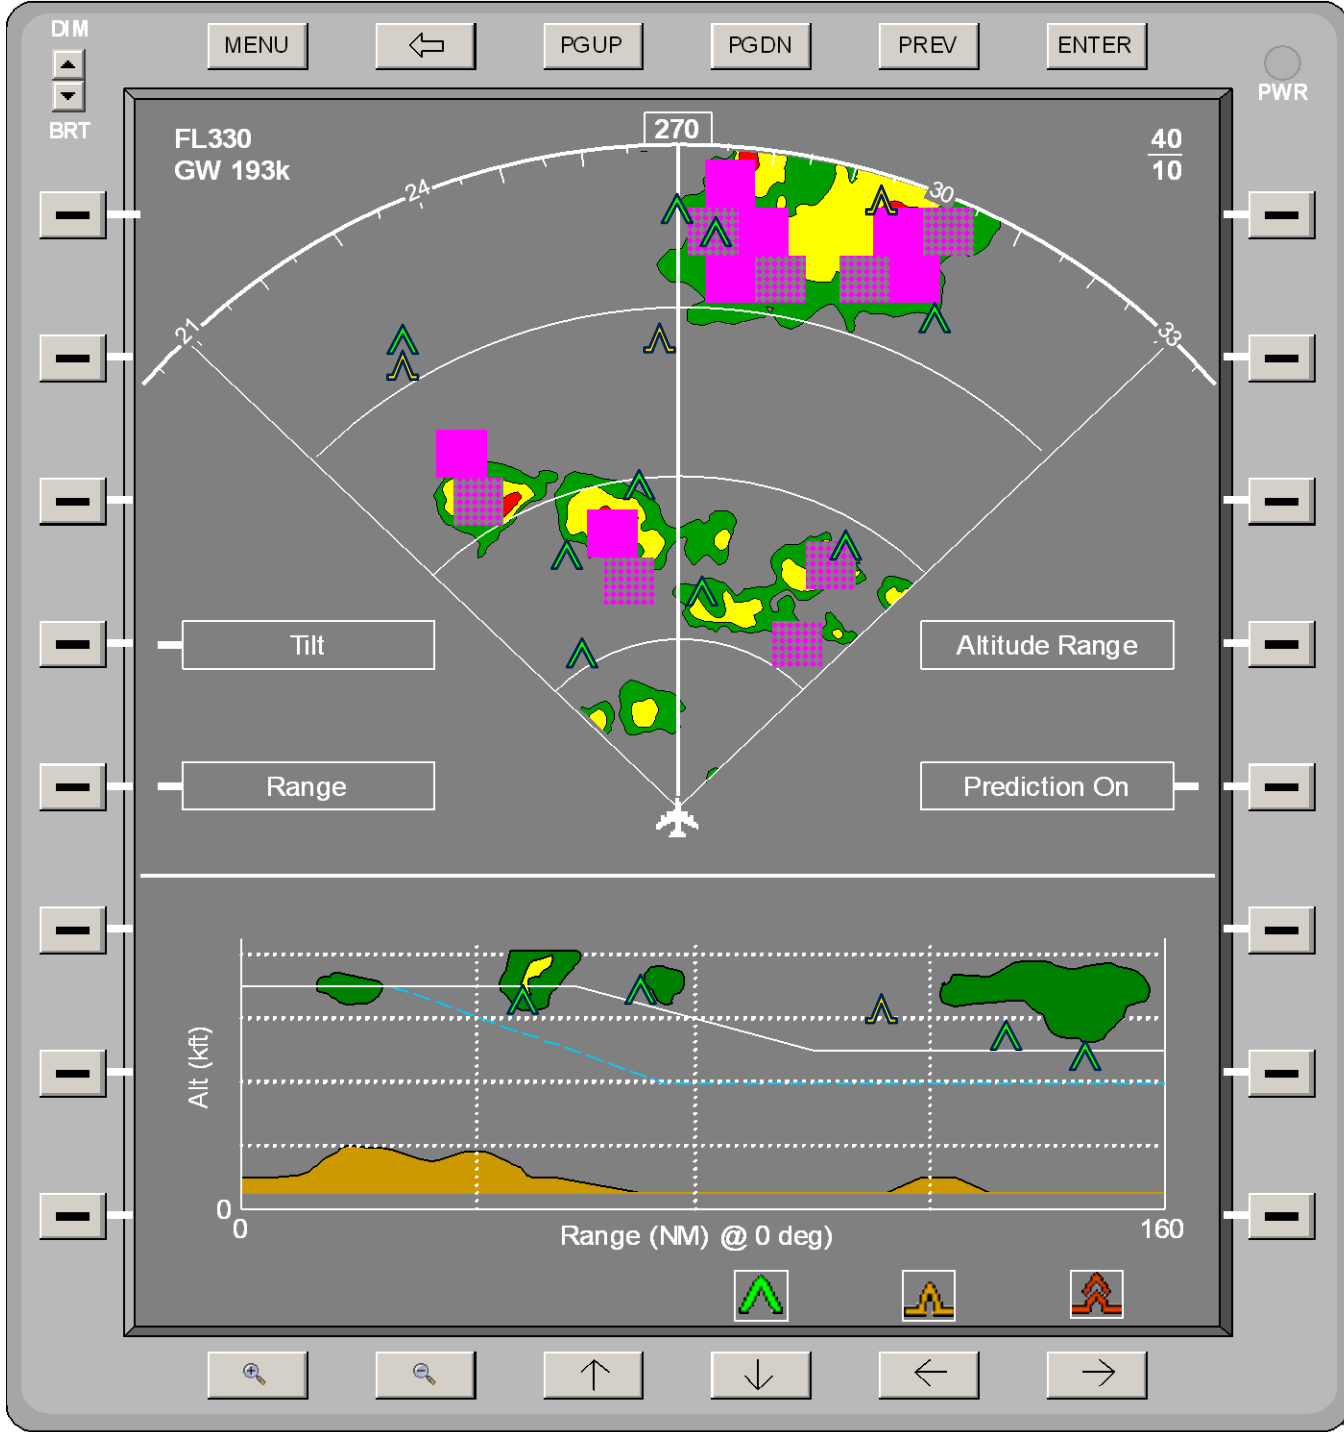 DIM
MENU
PGUP
PGDN
PREV
ENTER
PWR
BRT
FL330
GW 193k
270
40
10
24
30
21
33
Tilt
Altitude Range
Range
Prediction On
Alt (kft)
0
0
Range (NM) @ 0 deg)
160